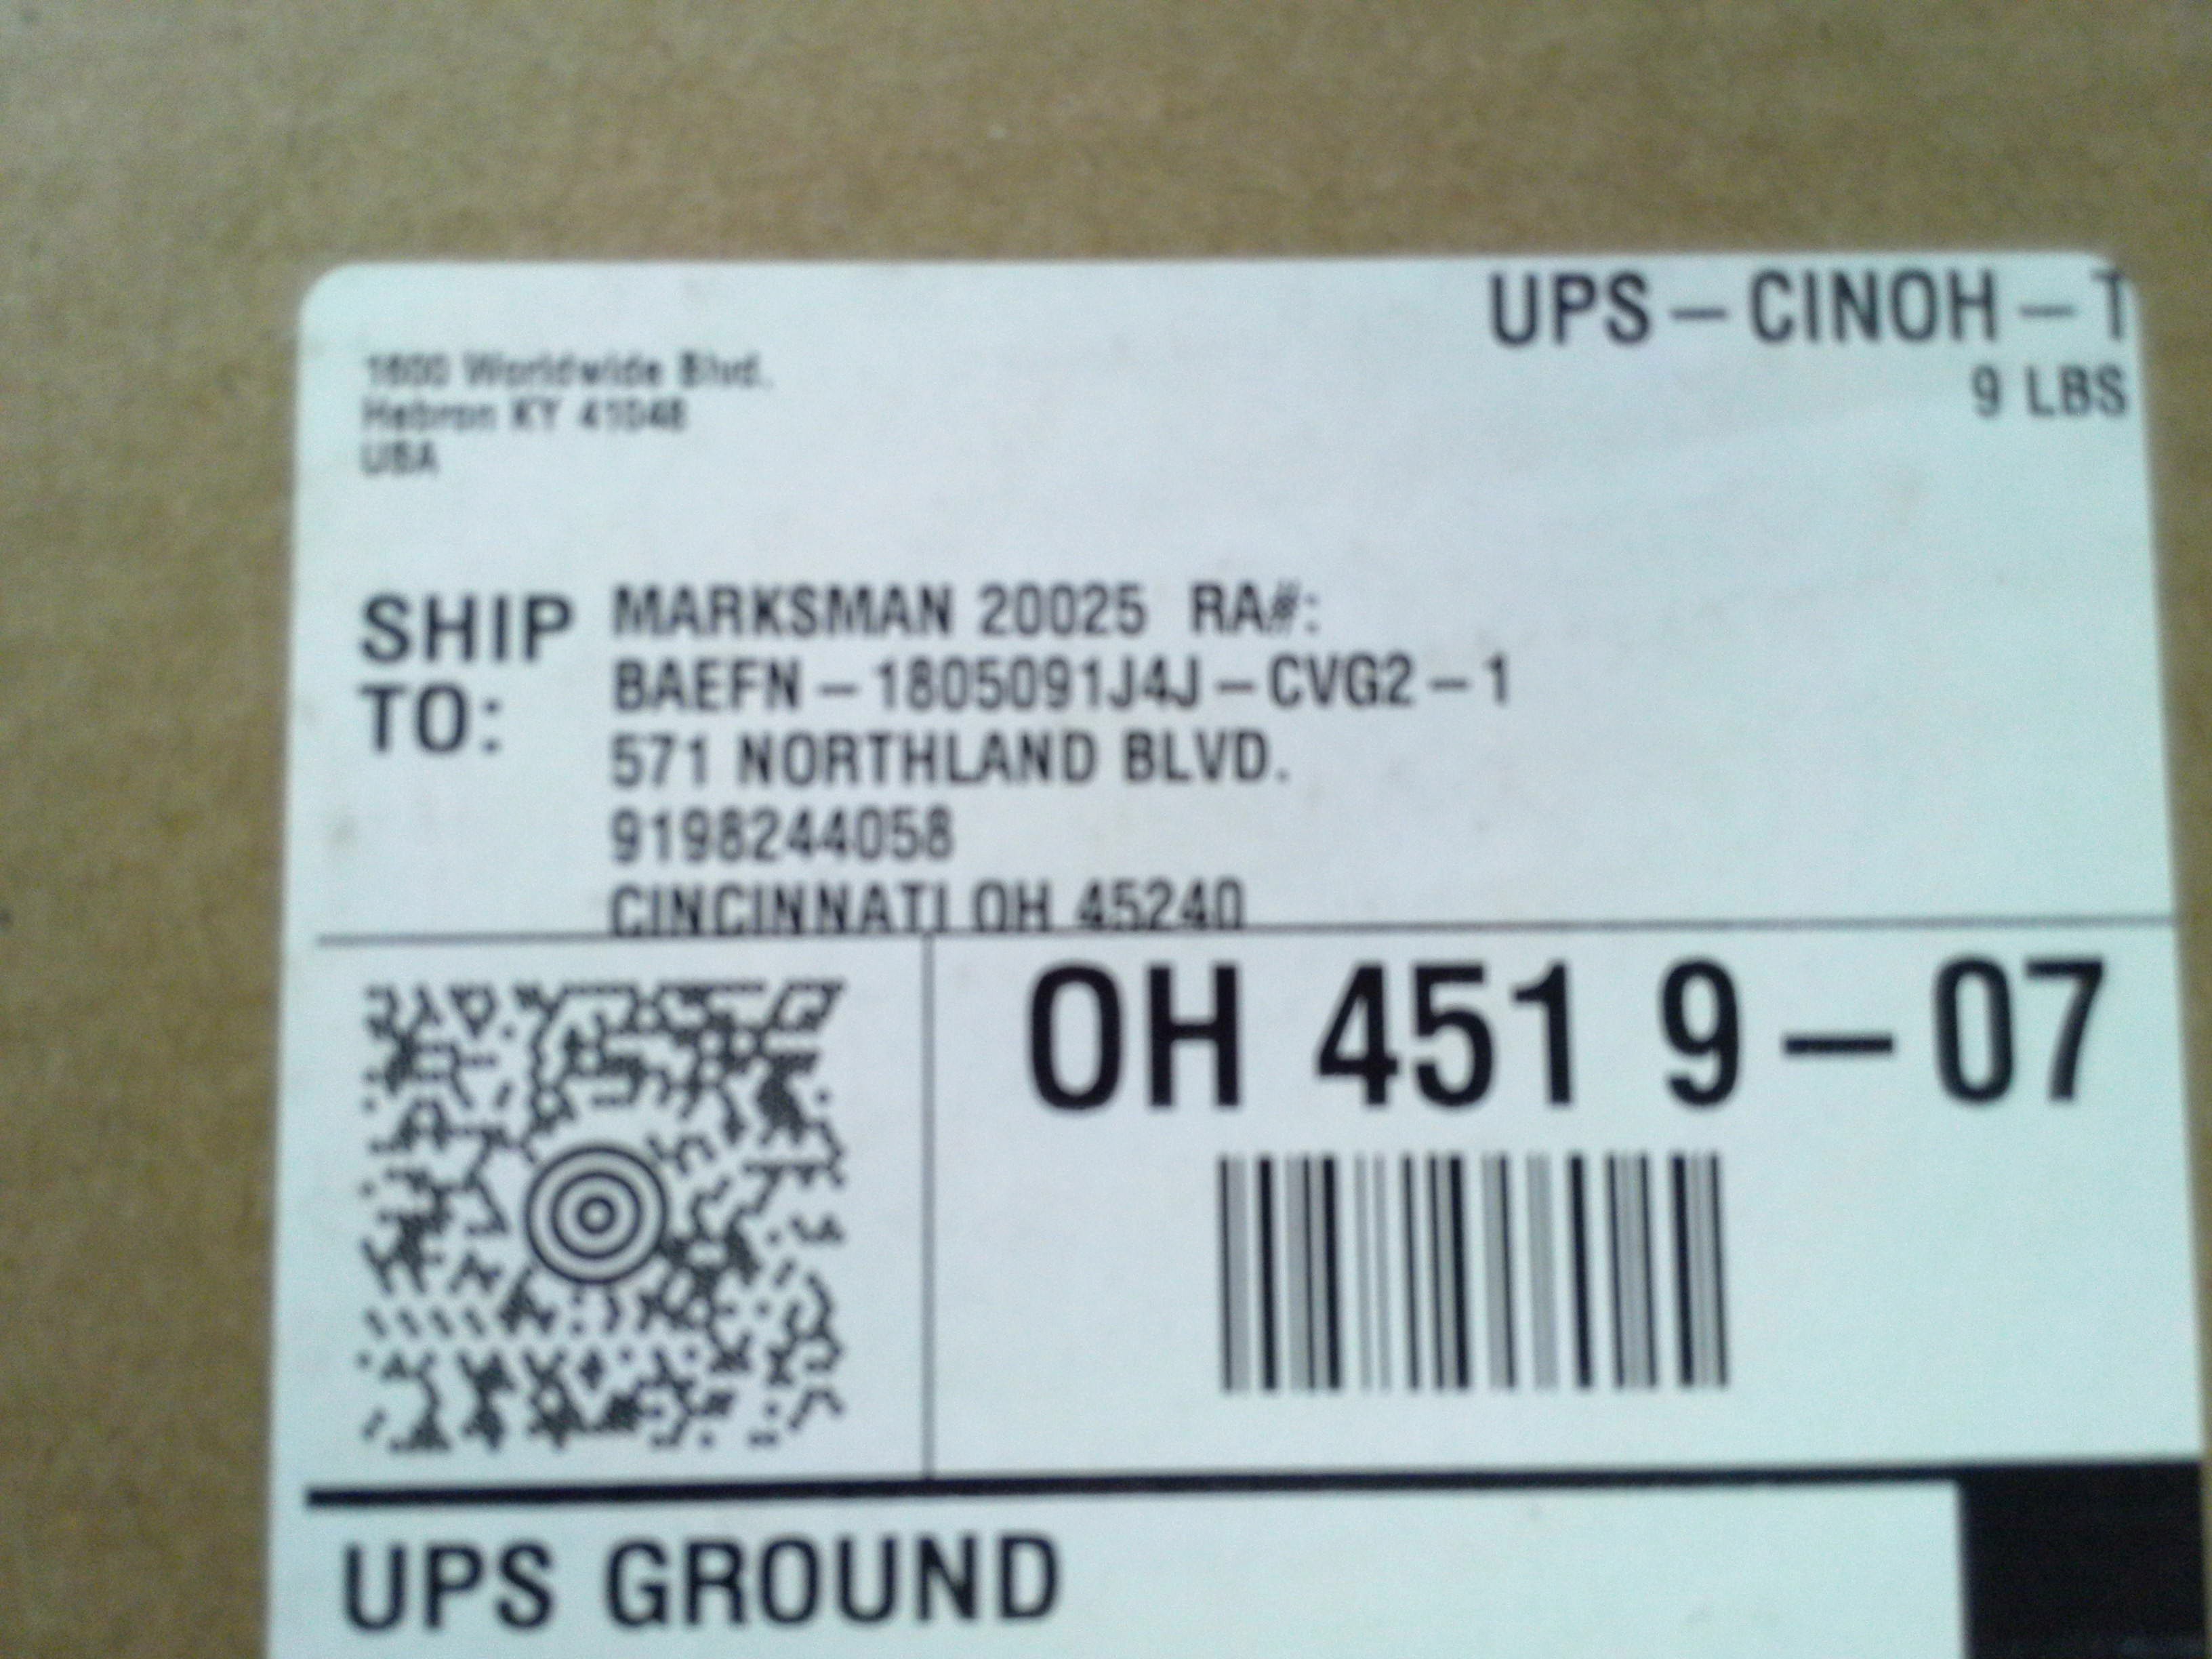 UPS – CINOH – T
9 LBS
1600 Worldwide Blvd.
Hebron KY 41048
USA
SHIP TO:
MARKSMAN 20025 RA#:
BAEFN – 1805091J4J – CVG2 – 1
571 NORTHLAND BLVD.
9198244058
CINCINNATI OH 45240
OH 451 9 – 07
UPS GROUND